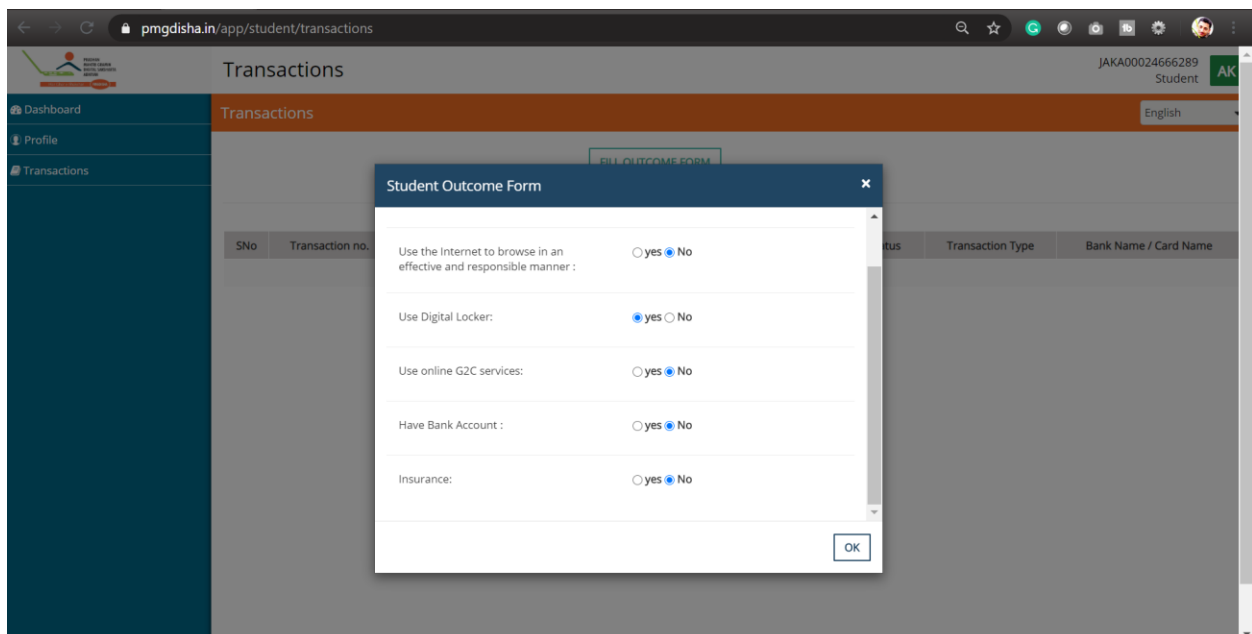 pmgdisha.in/app/student/transactions
Transactions
JAKA00024666289
Student
AK
Dashboard
Transactions
English
Profile
FILL OUTCOME FORM
Transactions
Student Outcome Form
×
SNo Transaction no. Transaction Type Bank Name / Card Name
Use the Internet to browse in an yes No
effective and responsible manner :
Use Digital Locker: yes No
Use online G2C services: yes No
Have Bank Account : yes No
Insurance: yes No
OK